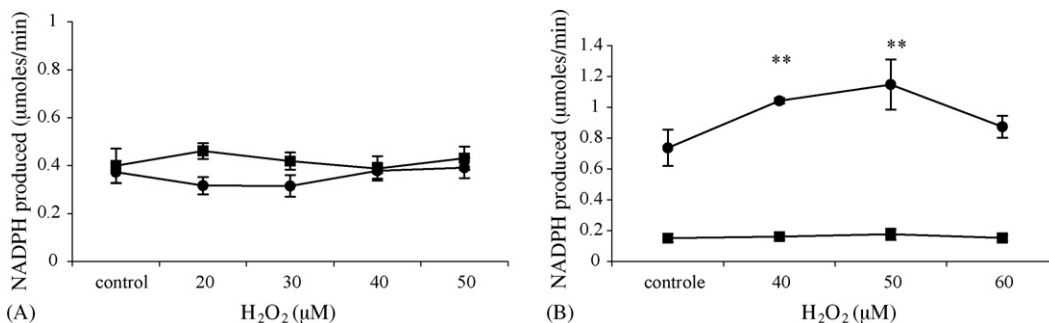 (A)
NADPH produced (μmoles/min)
1
0.8
0.6
0.4
0.2
0
control 20 30 40 50
H₂O₂ (μM)
(B)
NADPH produced (μmoles/min)
1.4
1.2
1
0.8
0.6
0.4
0.2
0
** **
controle 40 50 60
H₂O₂ (μM)